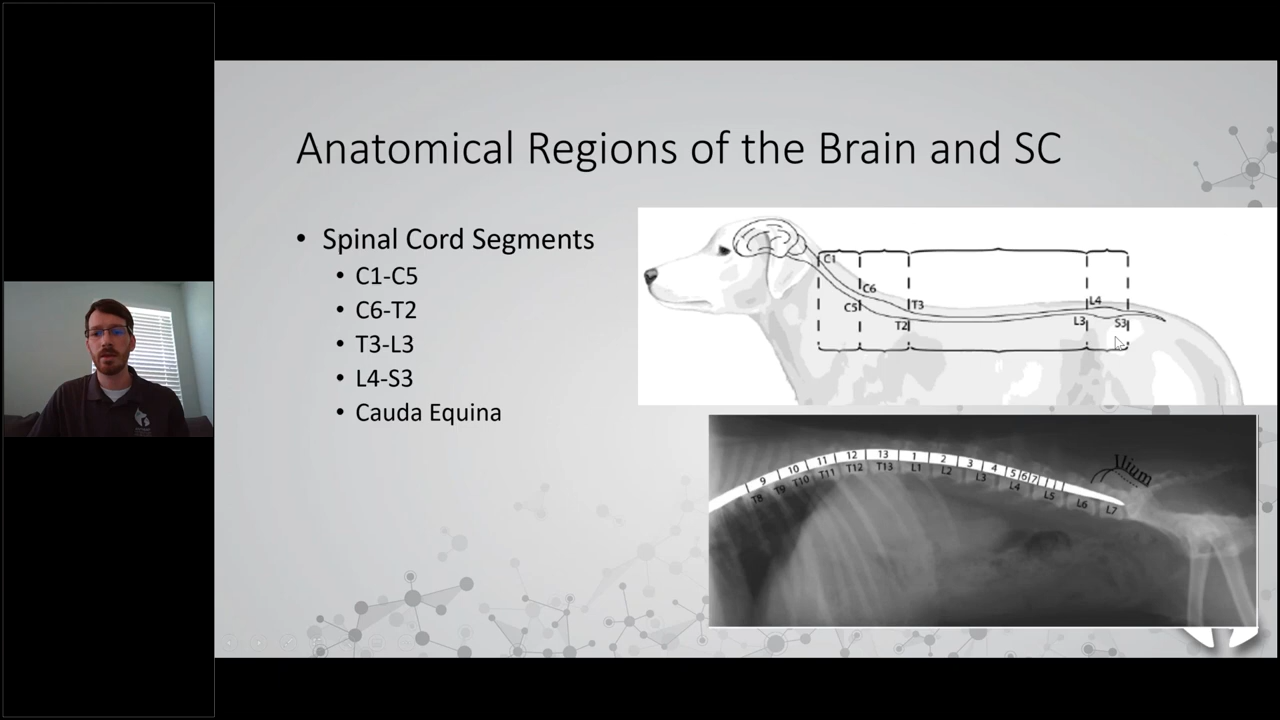 Anatomical Regions of the Brain and SC
• Spinal Cord Segments
• C1-C5
• C6-T2
• T3-L3
• L4-S3
• Cauda Equina
C1
C6
C5
T3
T2
L4
L3
S3
9 10 11 12 13 1 2 3 4 5 6 7
T8 T9 T10 T11 T12 T13 L1 L2 L3 L4 L5 L6 L7
Ilium